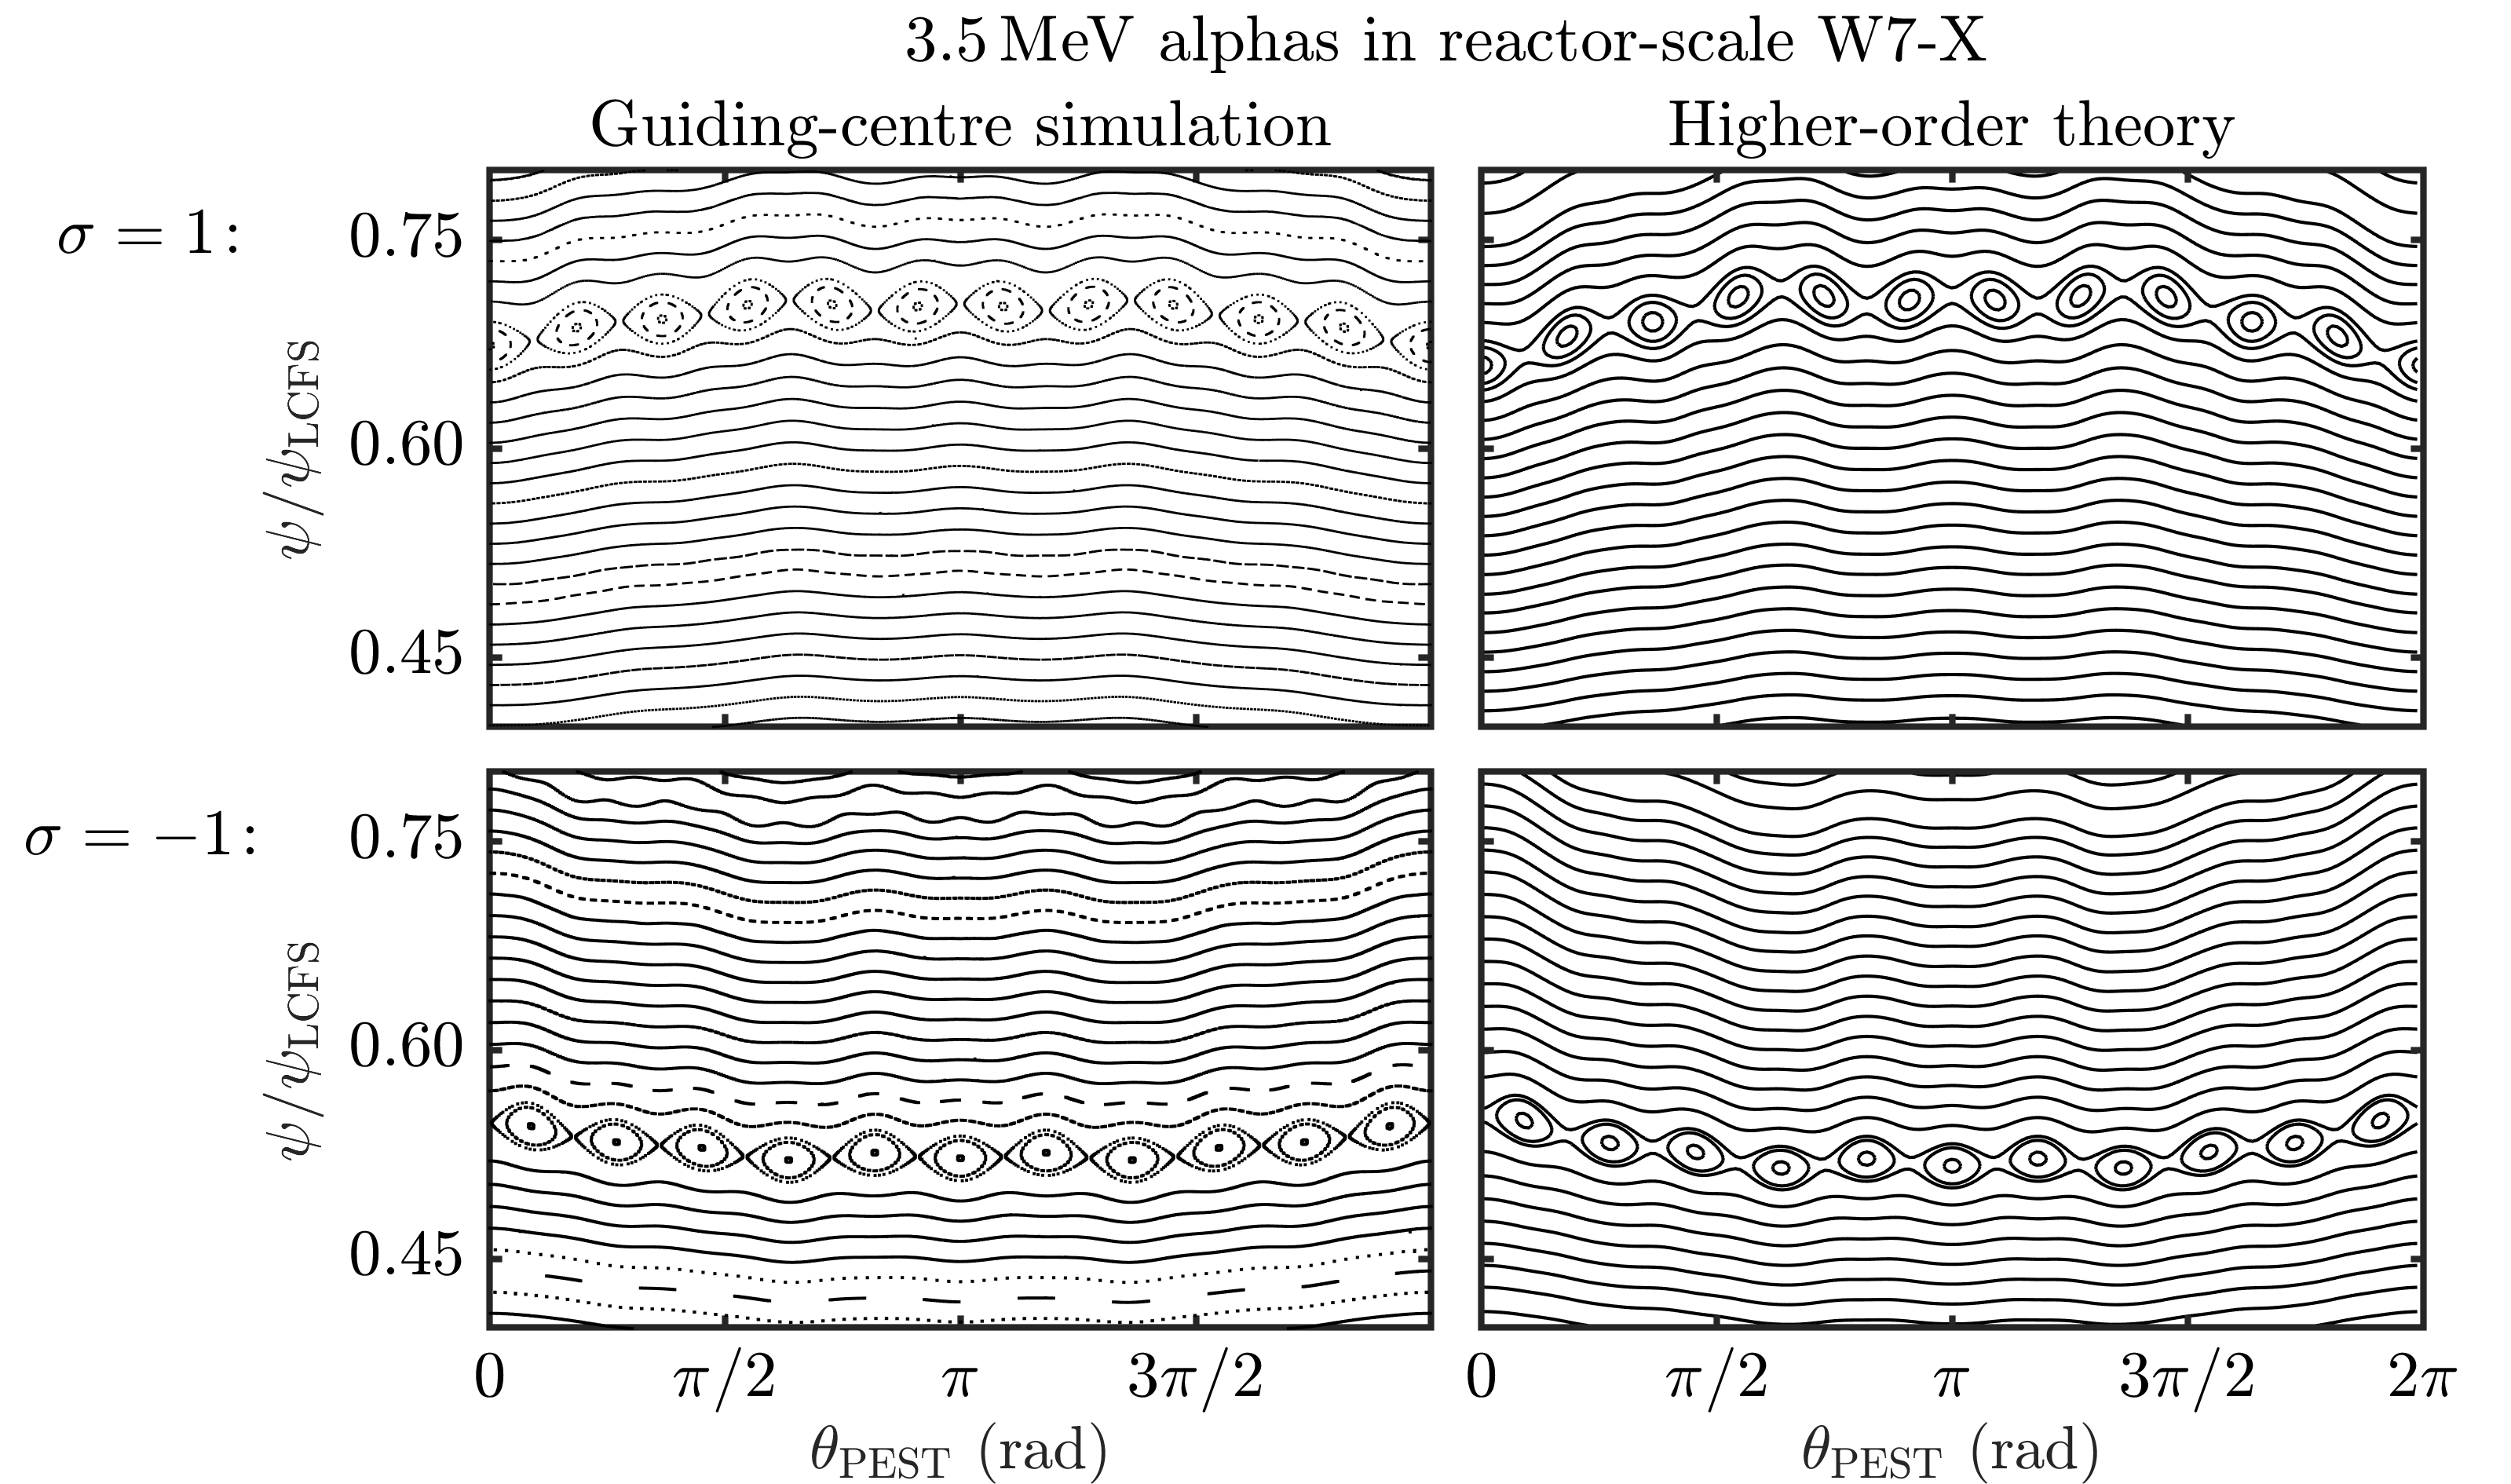 3.5 MeV alphas in reactor-scale W7-X
Guiding-centre simulation
Higher-order theory
σ = 1:
0.75
0.60
0.45
ψ/ψLCFS
σ = −1:
0.75
0.60
0.45
ψ/ψLCFS
0 π/2 π 3π/2
0 π/2 π 3π/2 2π
θPEST (rad)
θPEST (rad)